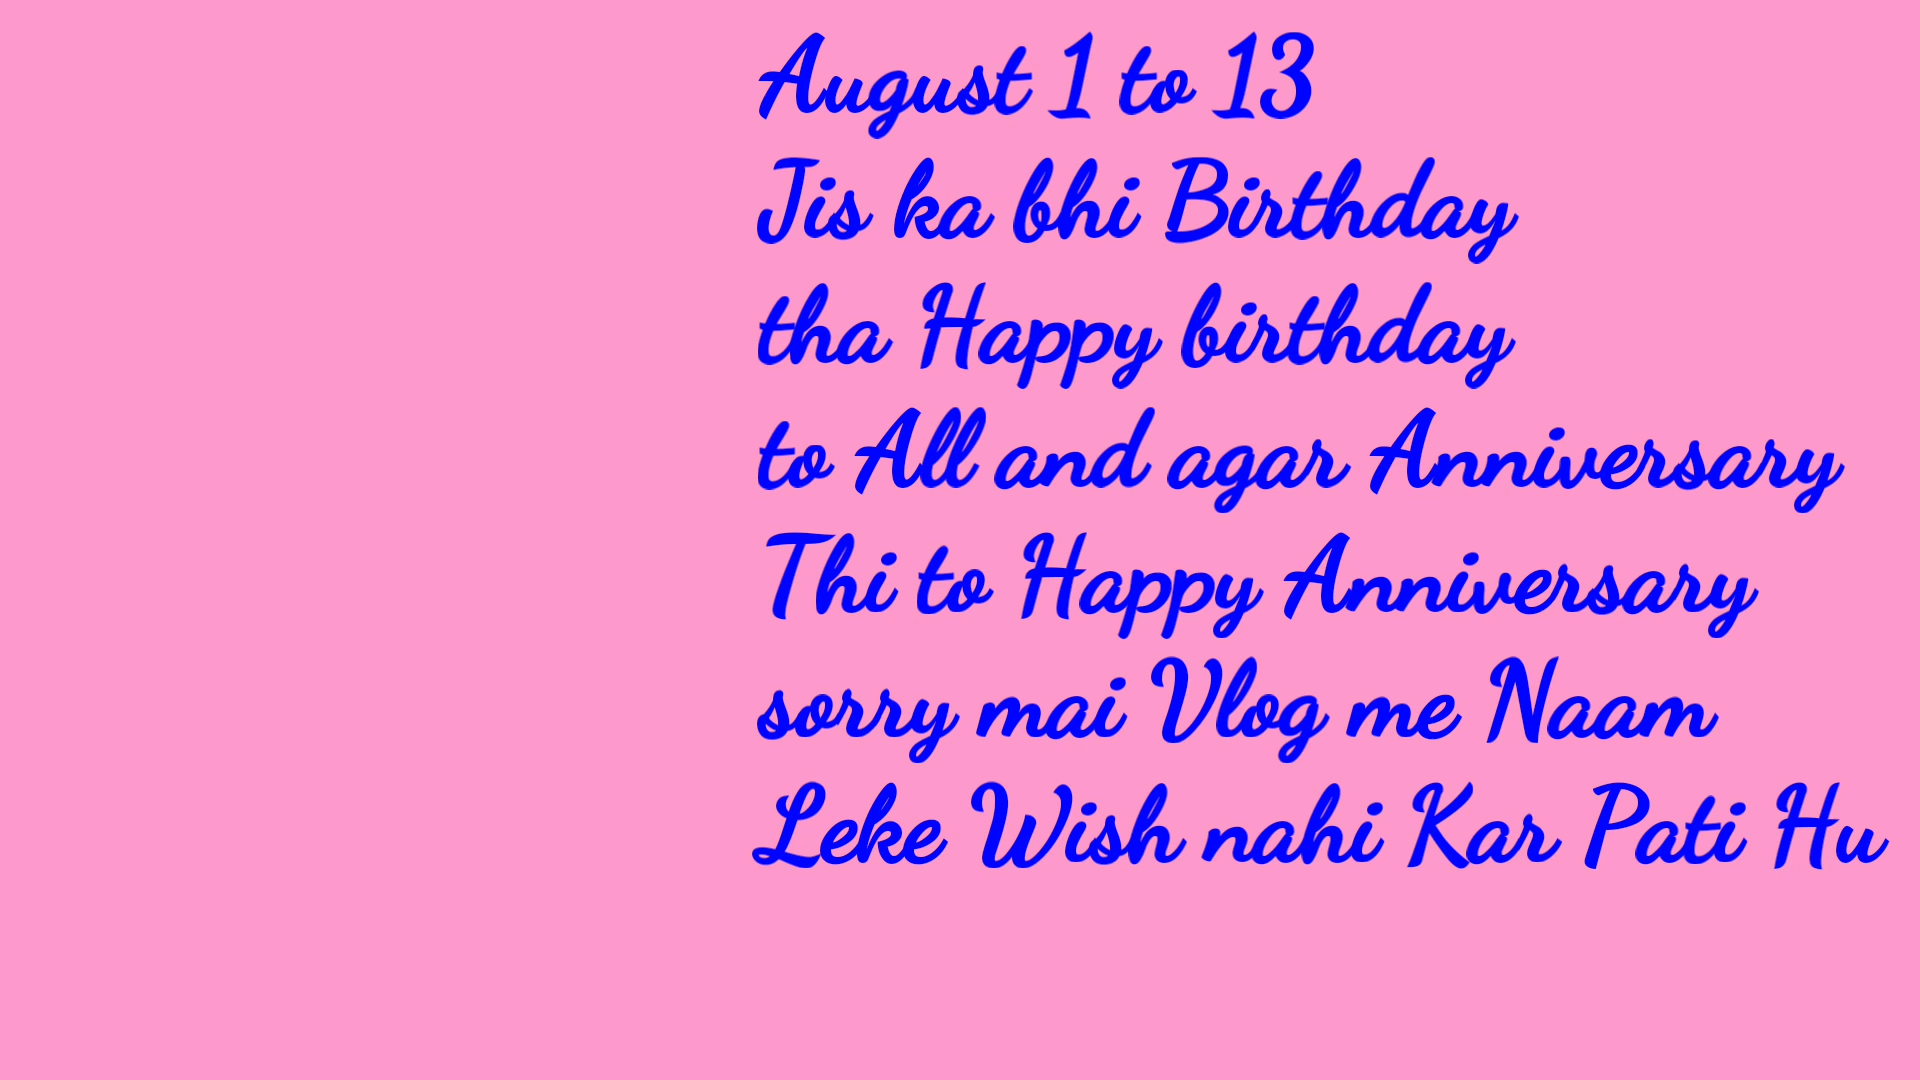 August 1 to 13
Jis ka bhi Birthday
tha Happy birthday
to All and agar Anniversary
Thi to Happy Anniversary
sorry mai Vlog me Naam
Leke Wish nahi Kar Pati Hu